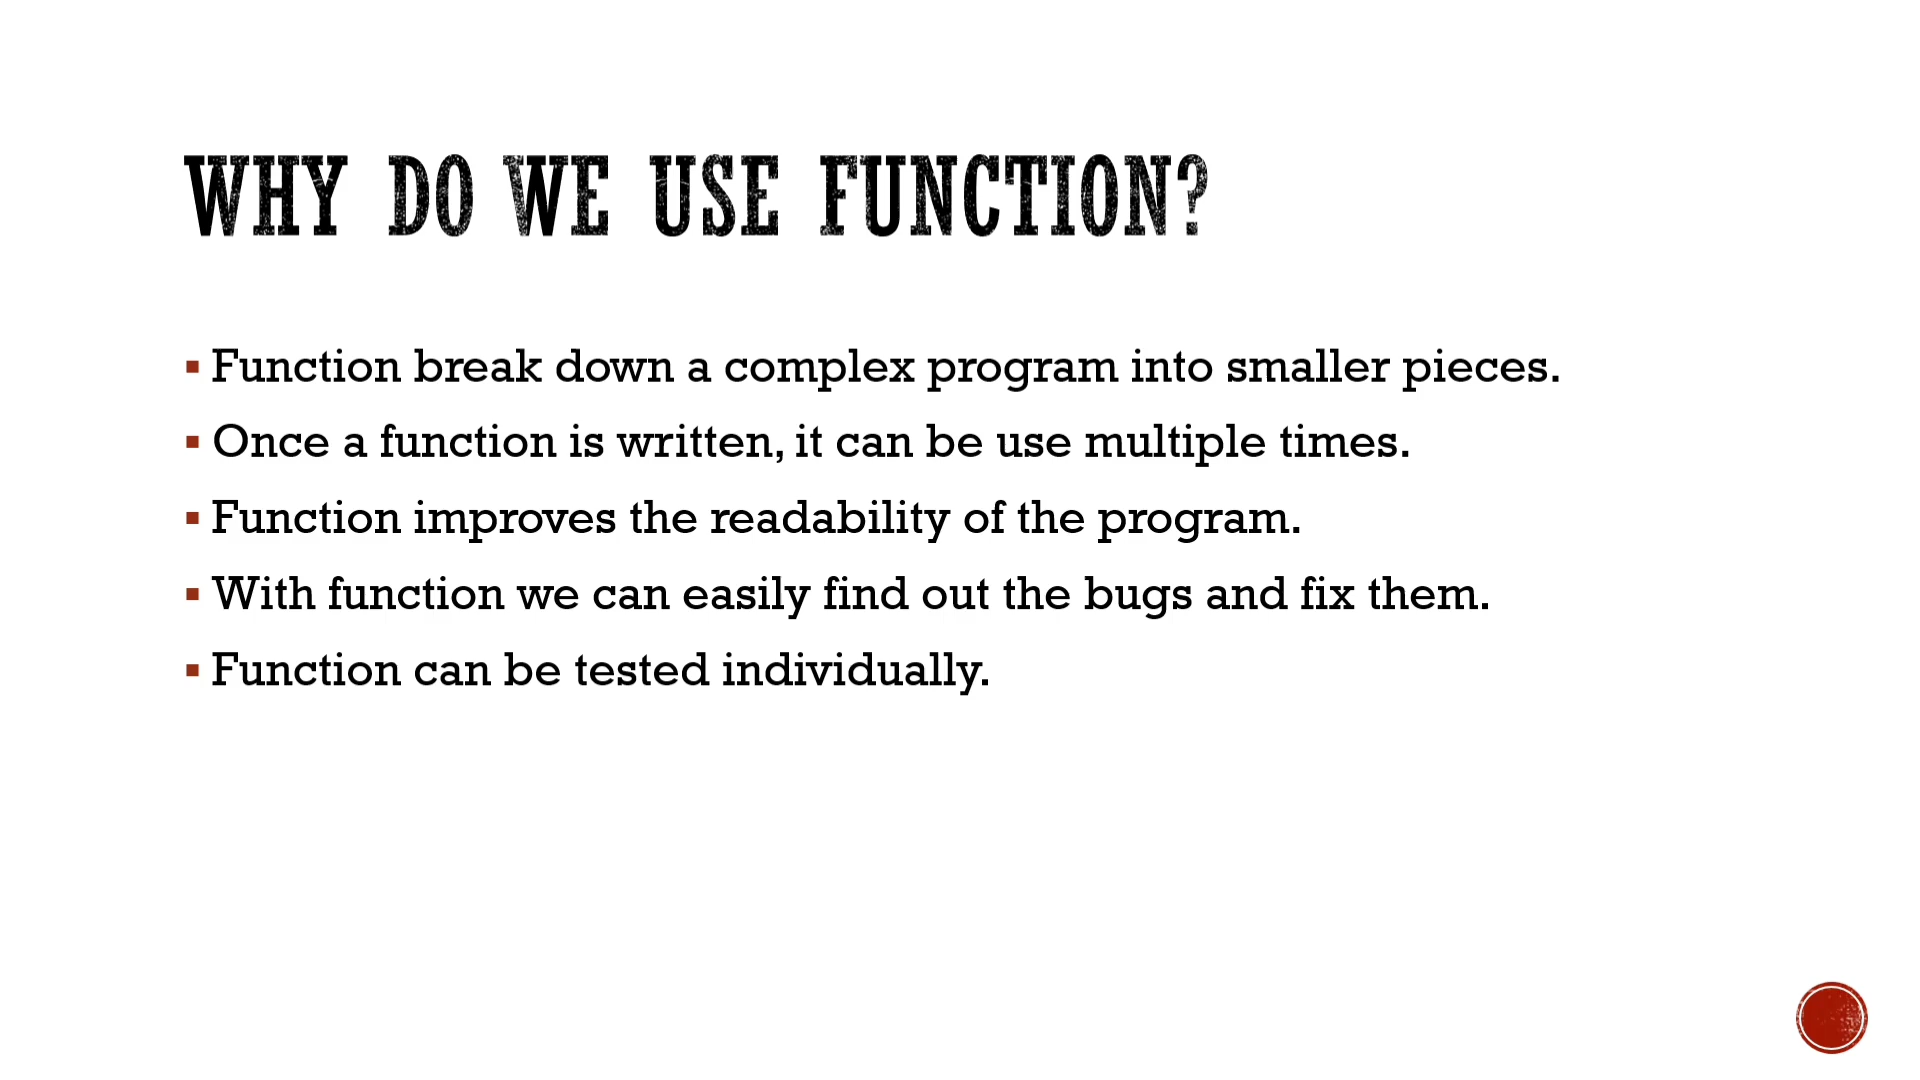 WHY DO WE USE FUNCTION?
▪ Function break down a complex program into smaller pieces.
▪ Once a function is written, it can be use multiple times.
▪ Function improves the readability of the program.
▪ With function we can easily find out the bugs and fix them.
▪ Function can be tested individually.